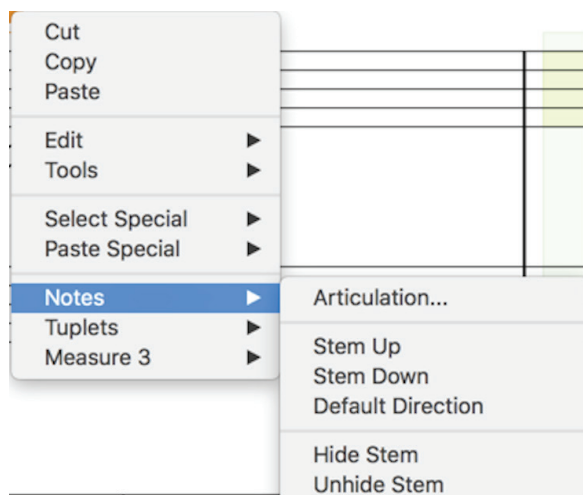 Cut
Copy
Paste
Edit
Tools
Select Special
Paste Special
Notes
Tuplets
Measure 3
Articulation...
Stem Up
Stem Down
Default Direction
Hide Stem
Unhide Stem